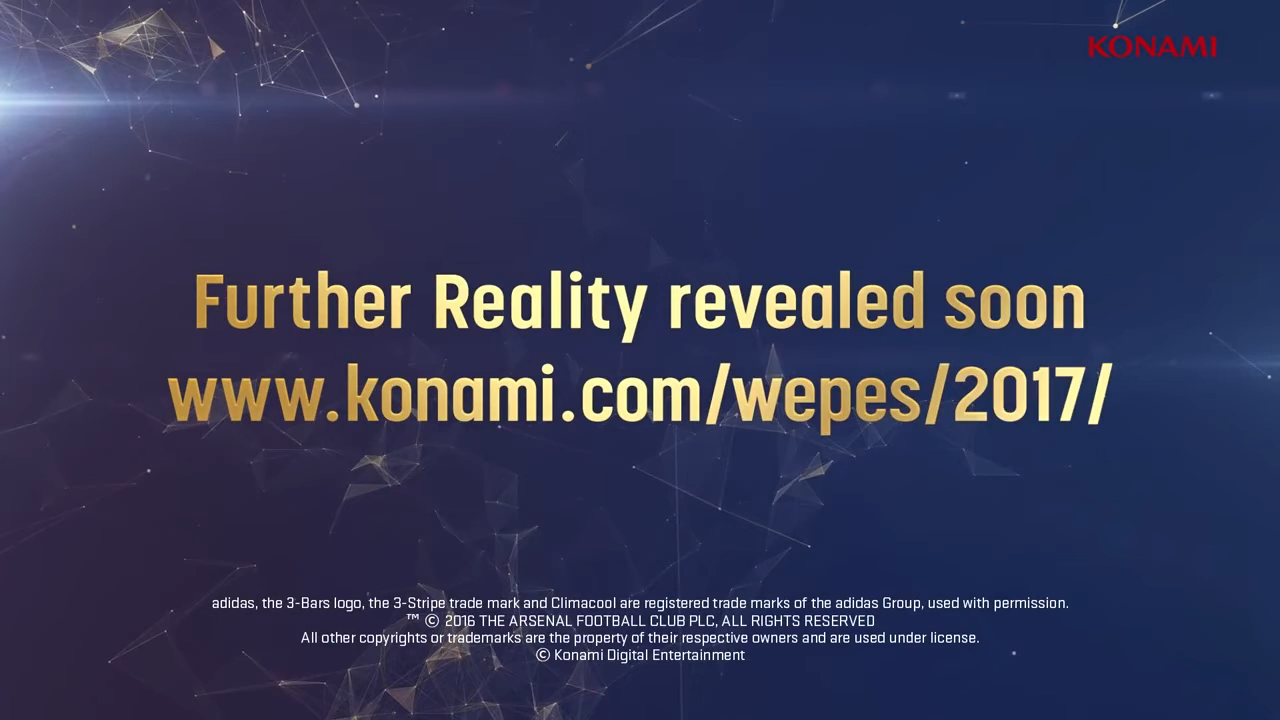 KONAMI
Further Reality revealed soon
www.konami.com/wepes/2017/
adidas, the 3-Bars logo, the 3-Stripe trade mark and Climacool are registered trade marks of the adidas Group, used with permission.
™ © 2016 THE ARSENAL FOOTBALL CLUB PLC, ALL RIGHTS RESERVED
All other copyrights or trademarks are the property of their respective owners and are used under license.
© Konami Digital Entertainment